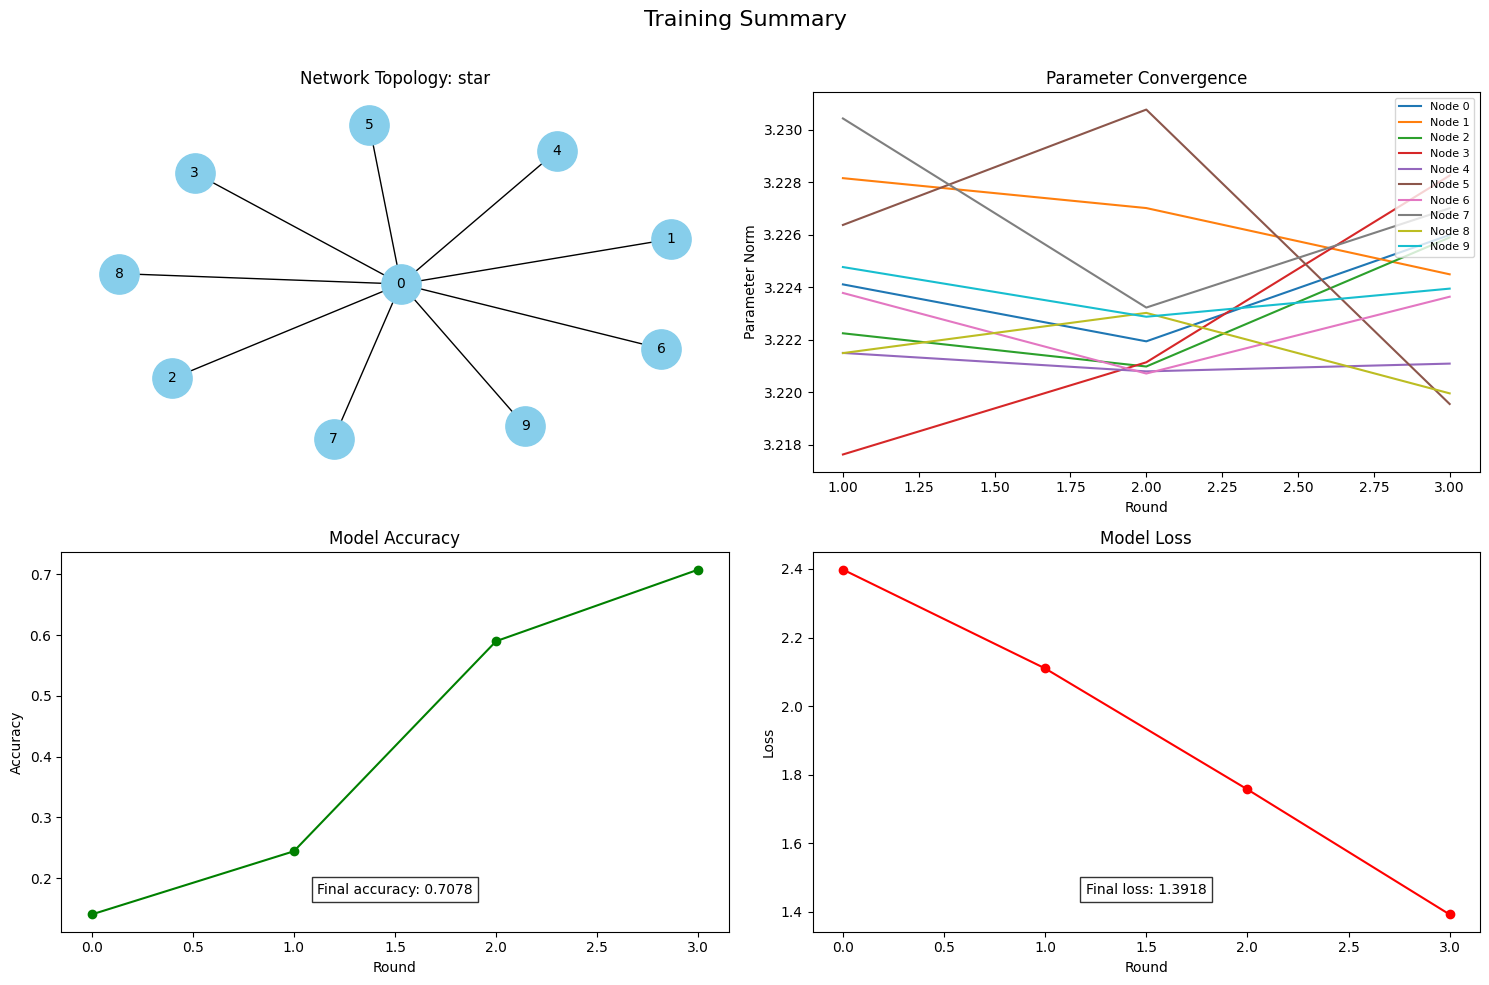 Training Summary
Network Topology: star
5
4
3
1
8
0
6
2
9
7
Parameter Convergence
Parameter Norm
3.230
3.228
3.226
3.224
3.222
3.220
3.218
Node 0
Node 1
Node 2
Node 3
Node 4
Node 5
Node 6
Node 7
Node 8
Node 9
1.00 1.25 1.50 1.75 2.00 2.25 2.50 2.75 3.00
Round
Model Accuracy
Accuracy
0.7
0.6
0.5
0.4
0.3
0.2
Final accuracy: 0.7078
0.0 0.5 1.0 1.5 2.0 2.5 3.0
Round
Model Loss
Loss
2.4
2.2
2.0
1.8
1.6
1.4
Final loss: 1.3918
0.0 0.5 1.0 1.5 2.0 2.5 3.0
Round